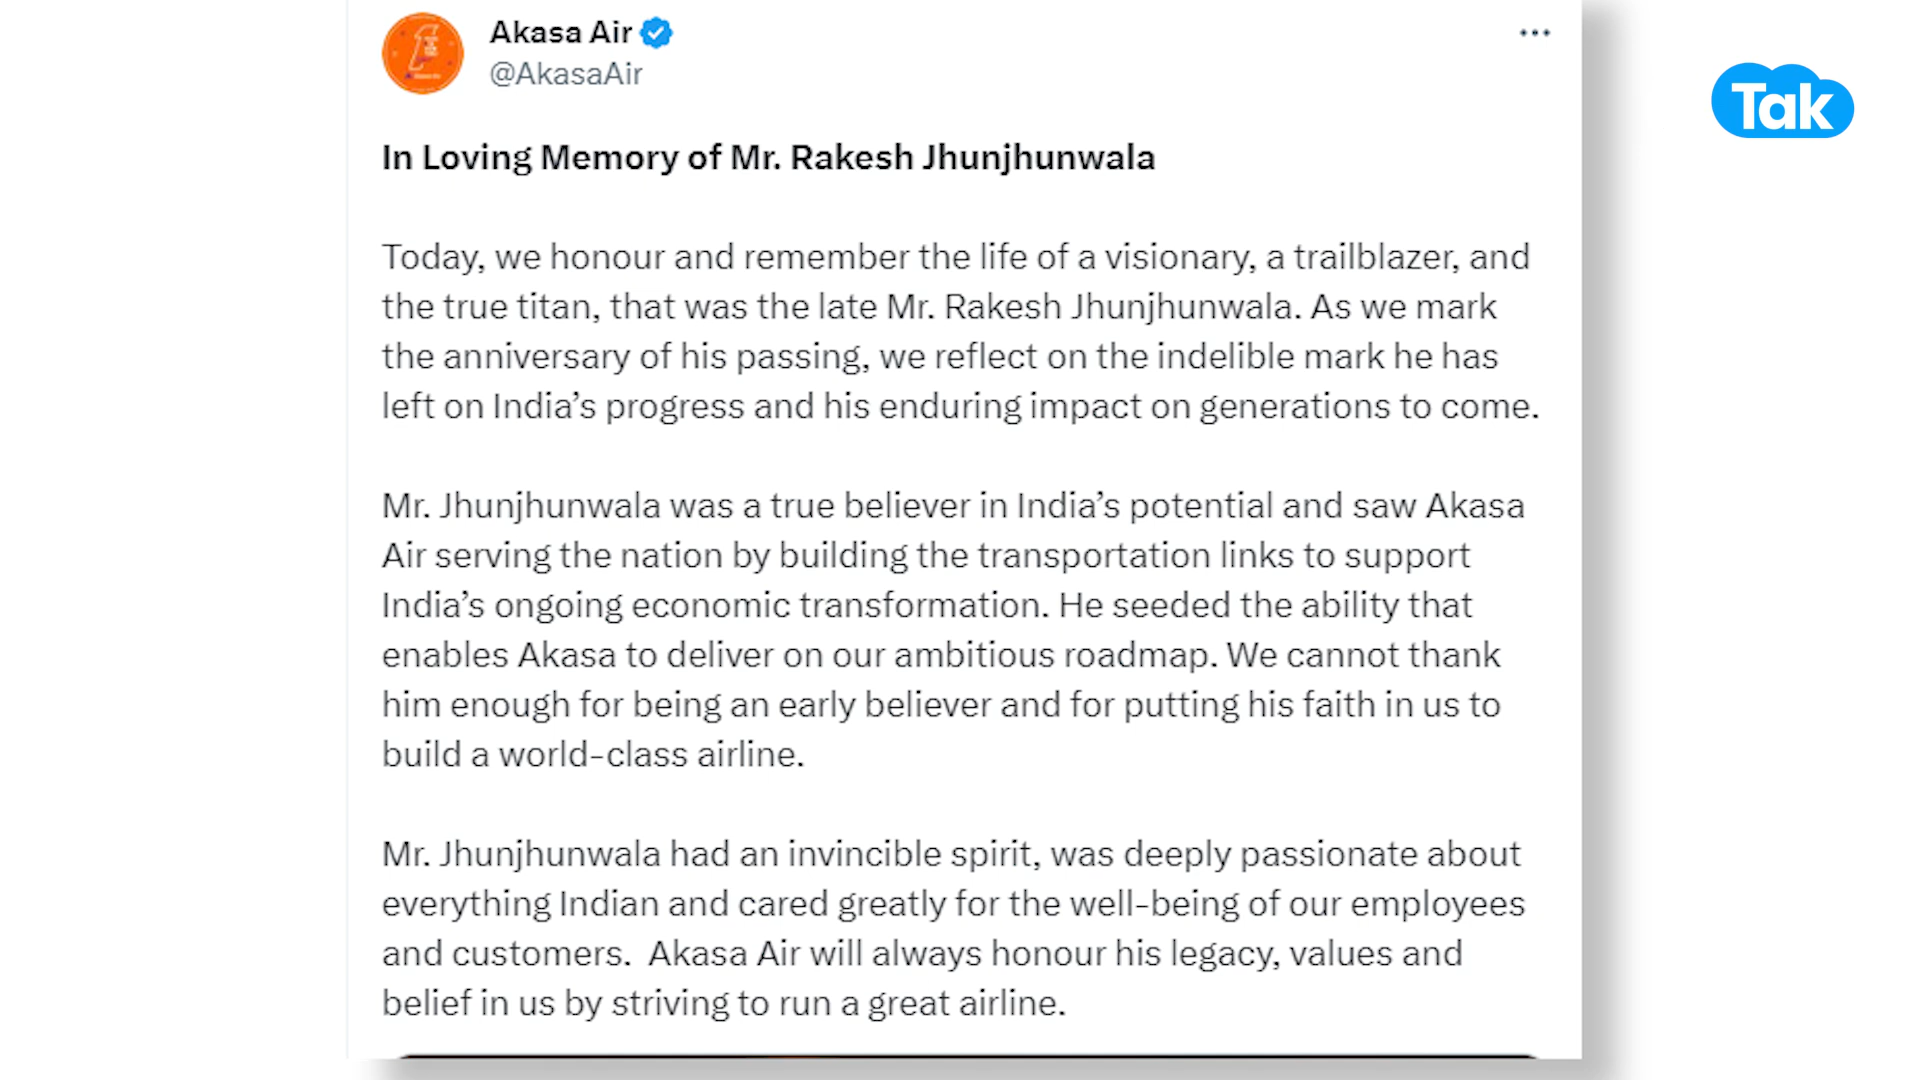 Akasa Air
@AkasaAir
Tak
In Loving Memory of Mr. Rakesh Jhunjhunwala
Today, we honour and remember the life of a visionary, a trailblazer, and
the true titan, that was the late Mr. Rakesh Jhunjhunwala. As we mark
the anniversary of his passing, we reflect on the indelible mark he has
left on India’s progress and his enduring impact on generations to come.
Mr. Jhunjhunwala was a true believer in India’s potential and saw Akasa
Air serving the nation by building the transportation links to support
India’s ongoing economic transformation. He seeded the ability that
enables Akasa to deliver on our ambitious roadmap. We cannot thank
him enough for being an early believer and for putting his faith in us to
build a world-class airline.
Mr. Jhunjhunwala had an invincible spirit, was deeply passionate about
everything Indian and cared greatly for the well-being of our employees
and customers.  Akasa Air will always honour his legacy, values and
belief in us by striving to run a great airline.